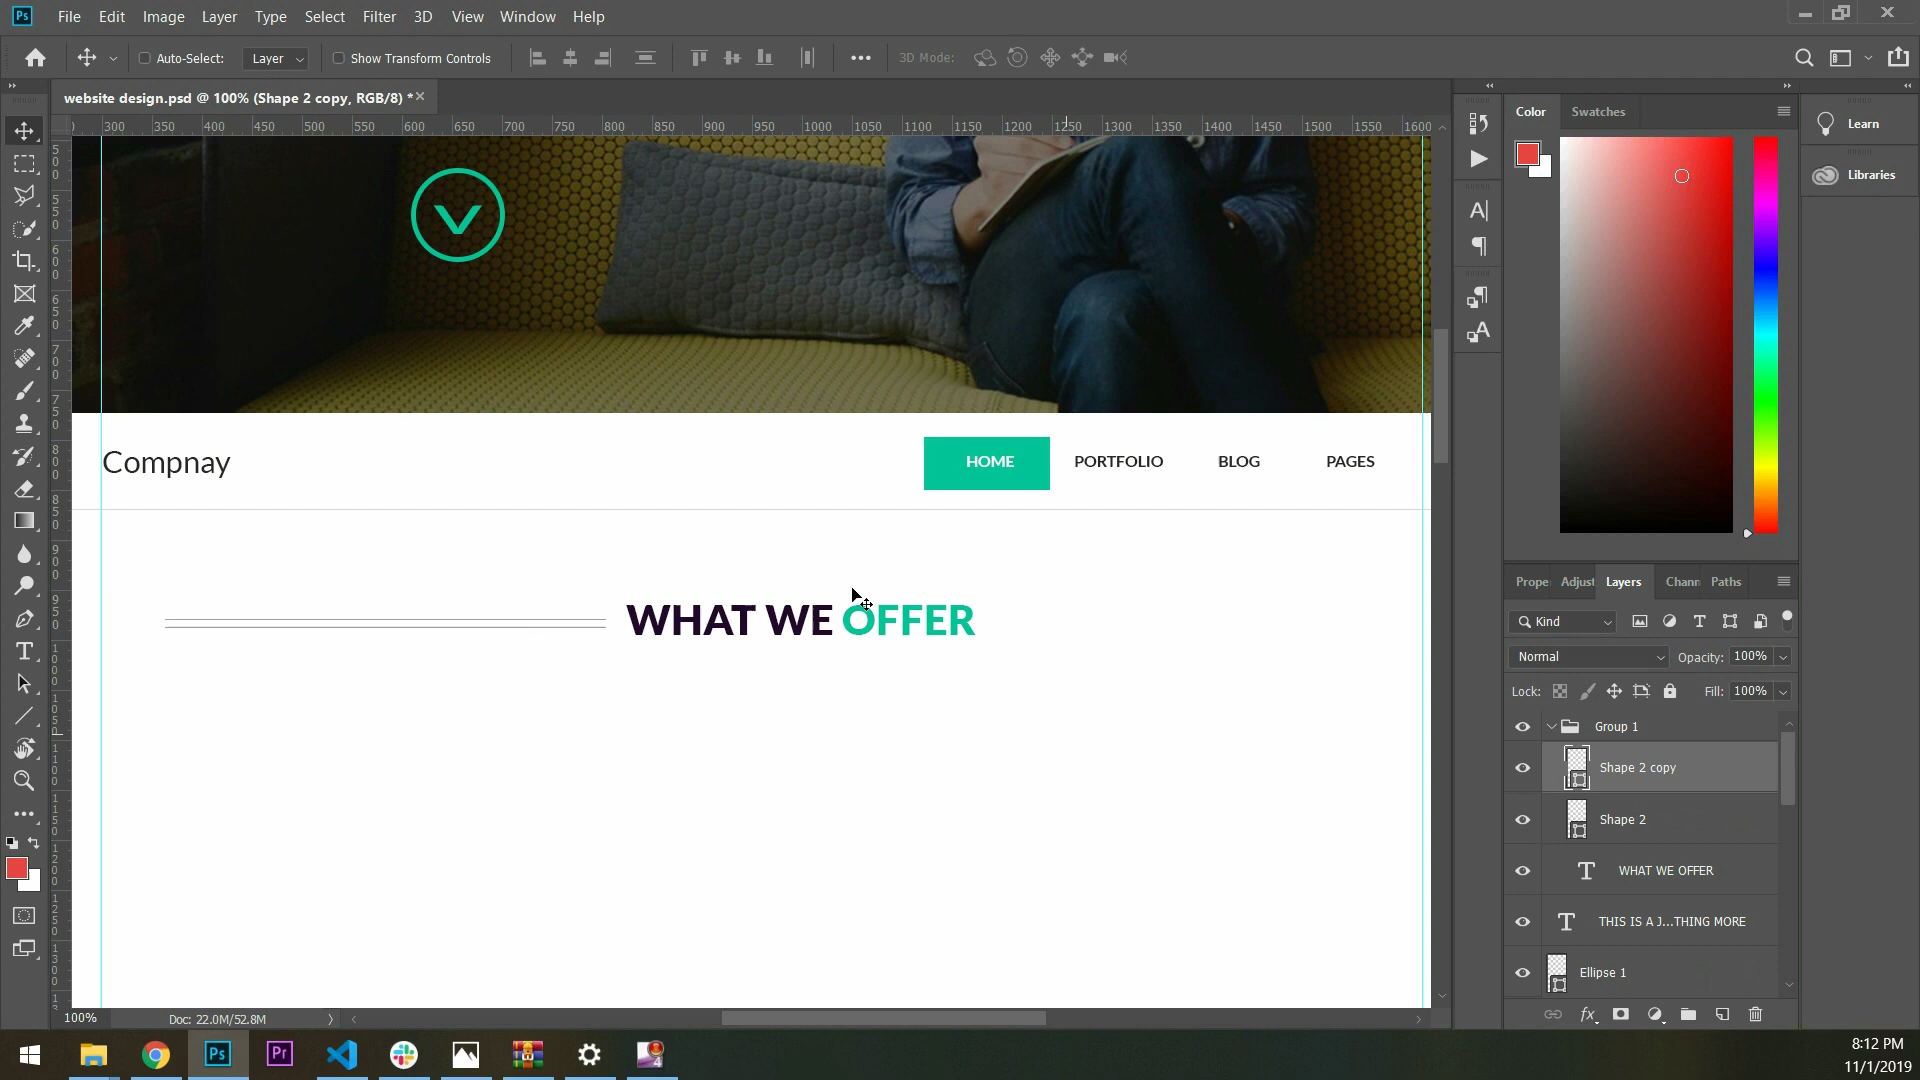 Ps File Edit Image Layer Type Select Filter 3D View Window Help
Auto-Select: Layer Show Transform Controls 3D Mode:
website design.psd @ 100% (Shape 2 copy, RGB/8) *
300 350 400 450 500 550 600 650 700 750 800 850 900 950 1000 1050 1100 1150 1200 1250 1300 1350 1400 1450 1500 1550 1600
Color Swatches
Learn
Libraries
Compnay HOME PORTFOLIO BLOG PAGES
WHAT WE OFFER
Prope Adjust Layers Chann Paths
Kind
Normal Opacity: 100%
Lock: Fill: 100%
Group 1
Shape 2 copy
Shape 2
WHAT WE OFFER
THIS IS A J...THING MORE
Ellipse 1
100% Doc: 22.0M/52.8M
Ps Pr 4
8:12 PM
11/1/2019